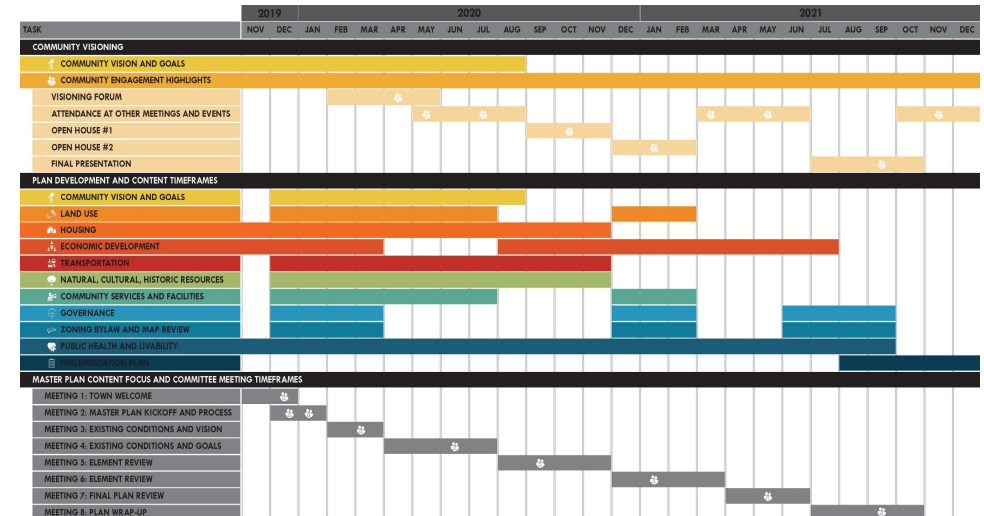 2019 2020 2021
TASK NOV DEC JAN FEB MAR APR MAY JUN JUL AUG SEP OCT NOV DEC JAN FEB MAR APR MAY JUN JUL AUG SEP OCT NOV DEC
COMMUNITY VISIONING
COMMUNITY VISION AND GOALS
COMMUNITY ENGAGEMENT HIGHLIGHTS
VISIONING FORUM
ATTENDANCE AT OTHER MEETINGS AND EVENTS
OPEN HOUSE #1
OPEN HOUSE #2
FINAL PRESENTATION
PLAN DEVELOPMENT AND CONTENT TIMEFRAMES
COMMUNITY VISION AND GOALS
LAND USE
HOUSING
ECONOMIC DEVELOPMENT
TRANSPORTATION
NATURAL, CULTURAL, HISTORIC RESOURCES
COMMUNITY SERVICES AND FACILITIES
GOVERNANCE
ZONING BYLAW AND MAP REVIEW
PUBLIC HEALTH AND LIVABILITY
IMPLEMENTATION PLAN
MASTER PLAN CONTENT FOCUS AND COMMITTEE MEETING TIMEFRAMES
MEETING 1: TOWN WELCOME
MEETING 2: MASTER PLAN KICKOFF AND PROCESS
MEETING 3: EXISTING CONDITIONS AND VISION
MEETING 4: EXISTING CONDITIONS AND GOALS
MEETING 5: ELEMENT REVIEW
MEETING 6: ELEMENT REVIEW
MEETING 7: FINAL PLAN REVIEW
MEETING 8: PLAN WRAP-UP